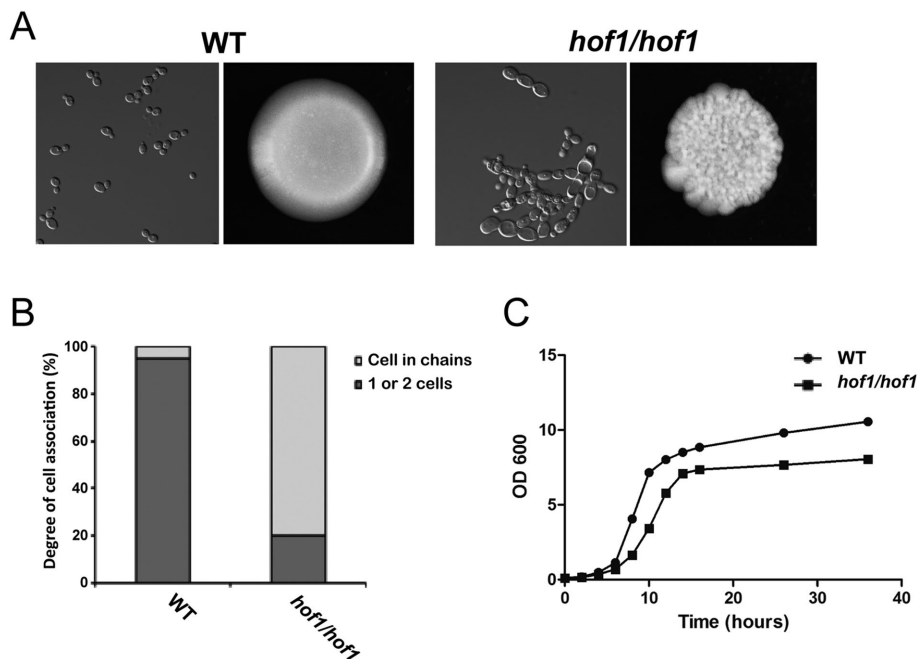 A
WT
hof1/hof1
B
Degree of cell association (%)
100
80
60
40
20
0
WT
hof1/hof1
Cell in chains
1 or 2 cells
C
OD 600
15
10
5
0
0
10
20
30
40
Time (hours)
WT
hof1/hof1